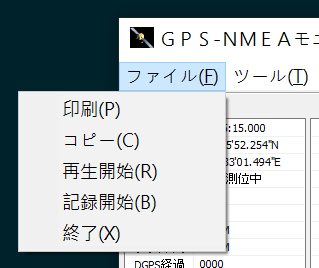 GPS-NMEAモニ
ファイル(F) ツール(T)
印刷(P)
コピー(C)
再生開始(R)
記録開始(B)
終了(X)
:15.000
5'52.254"N
33'01.494"E
測位中
M
M
DGPS経過 0000